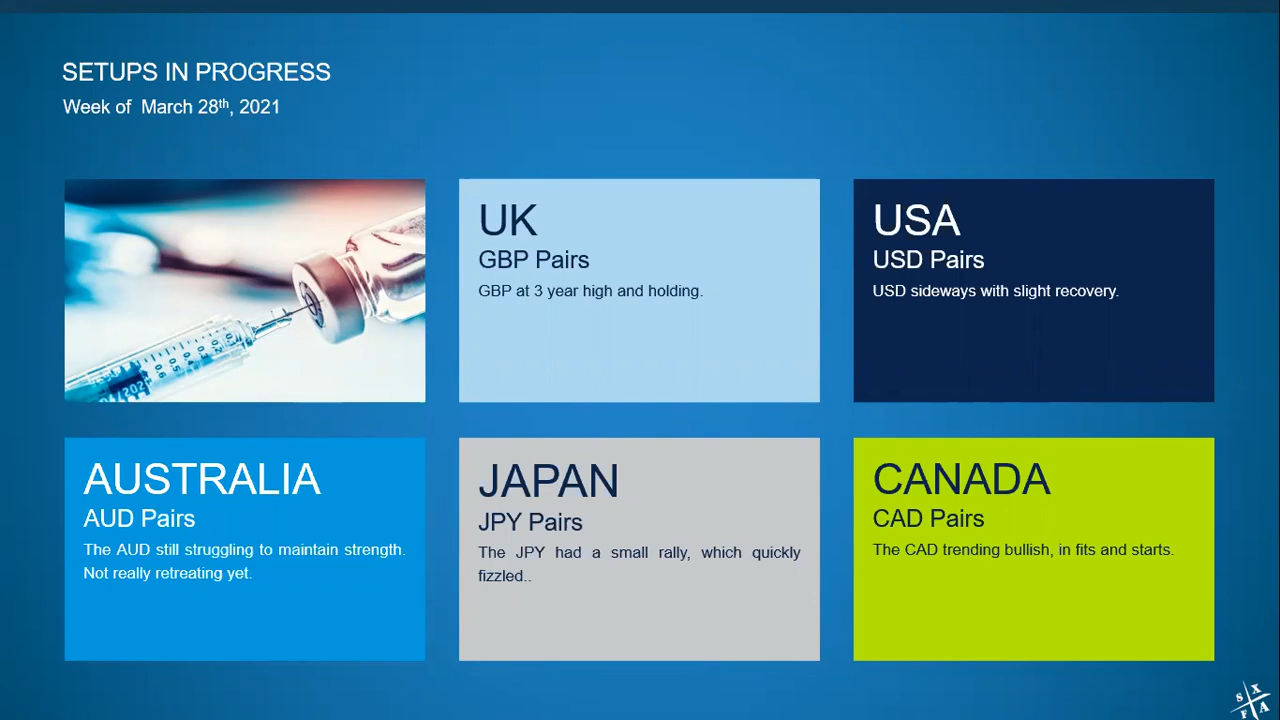 SETUPS IN PROGRESS
Week of March 28th, 2021
UK
GBP Pairs
GBP at 3 year high and holding.
USA
USD Pairs
USD sideways with slight recovery.
AUSTRALIA
AUD Pairs
The AUD still struggling to maintain strength.
Not really retreating yet.
JAPAN
JPY Pairs
The JPY had a small rally, which quickly
fizzled..
CANADA
CAD Pairs
The CAD trending bullish, in fits and starts.
S X
F A